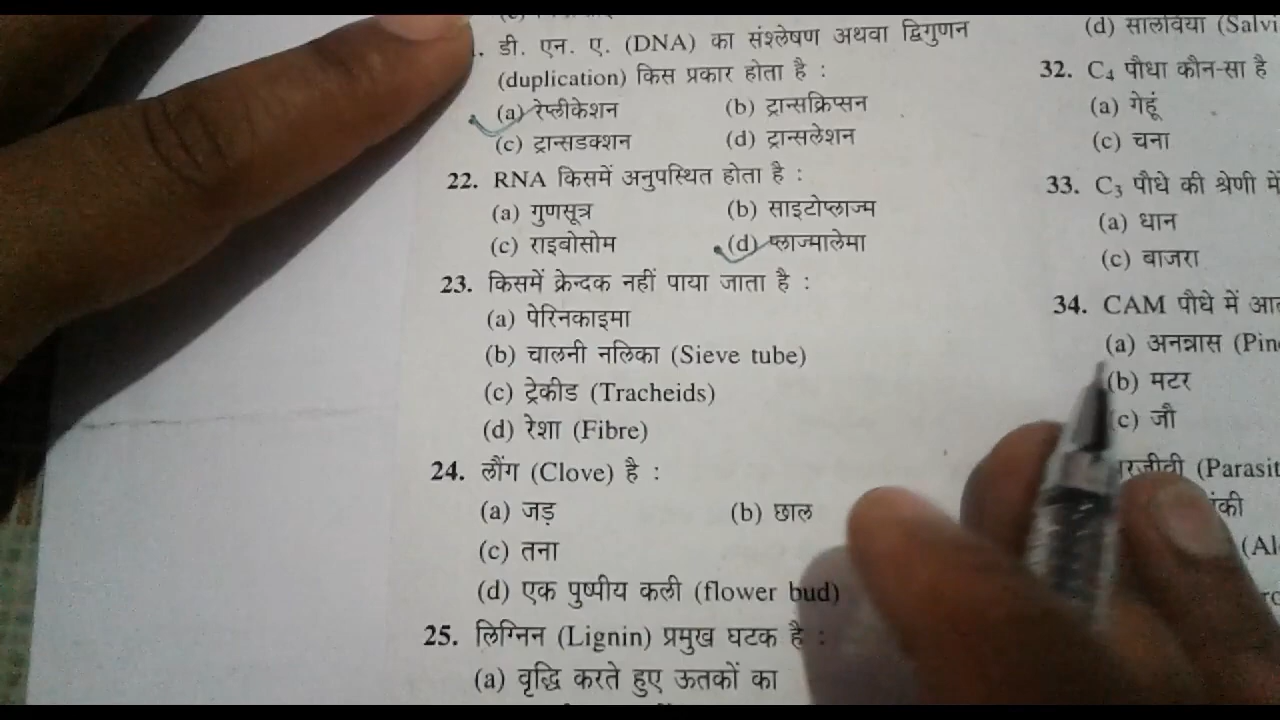 डी. एन. ए. (DNA) का संश्लेषण अथवा द्विगुणन
(duplication) किस प्रकार होता है :
(a) रेप्लीकेशन (b) ट्रान्सक्रिप्सन
(c) ट्रान्सडक्शन (d) ट्रान्सलेशन
22. RNA किसमें अनुपस्थित होता है :
(a) गुणसूत्र (b) साइटोप्लाज्म
(c) राइबोसोम (d) प्लाज्मालेमा
23. किसमें क्रेन्दक नहीं पाया जाता है :
(a) पेरिनकाइमा
(b) चालनी नलिका (Sieve tube)
(c) ट्रेकीड (Tracheids)
(d) रेशा (Fibre)
24. लौंग (Clove) है :
(a) जड़ (b) छाल
(c) तना
(d) एक पुष्पीय कली (flower bud)
25. लिग्निन (Lignin) प्रमुख घटक है :
(a) वृद्धि करते हुए ऊतकों का
(d) सालविया (Salvi
32. C₄ पौधा कौन-सा है
(a) गेहूं
(c) चना
33. C₃ पौधे की श्रेणी में
(a) धान
(c) बाजरा
34. CAM पौधे में आ
(a) अनन्नास (Pin
(b) मटर
(c) जौ
(Parasit
(Al